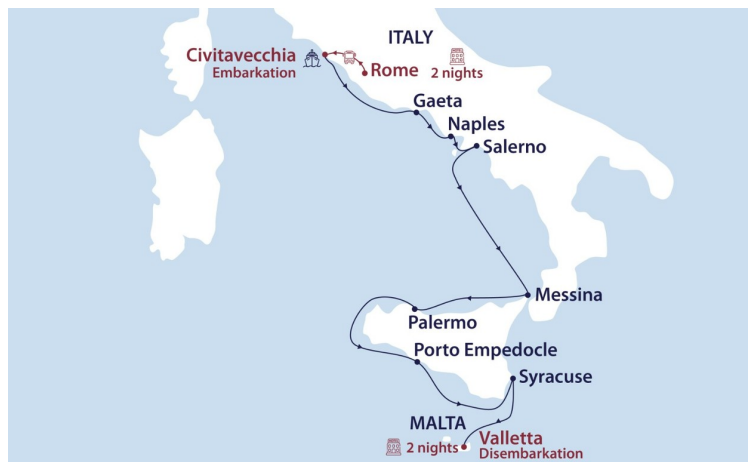 ITALY
Civitavecchia
Embarkation
Rome 2 nights
Gaeta
Naples
Salerno
Messina
Palermo
Porto Empedocle
Syracuse
MALTA
2 nights
Valletta
Disembarkation